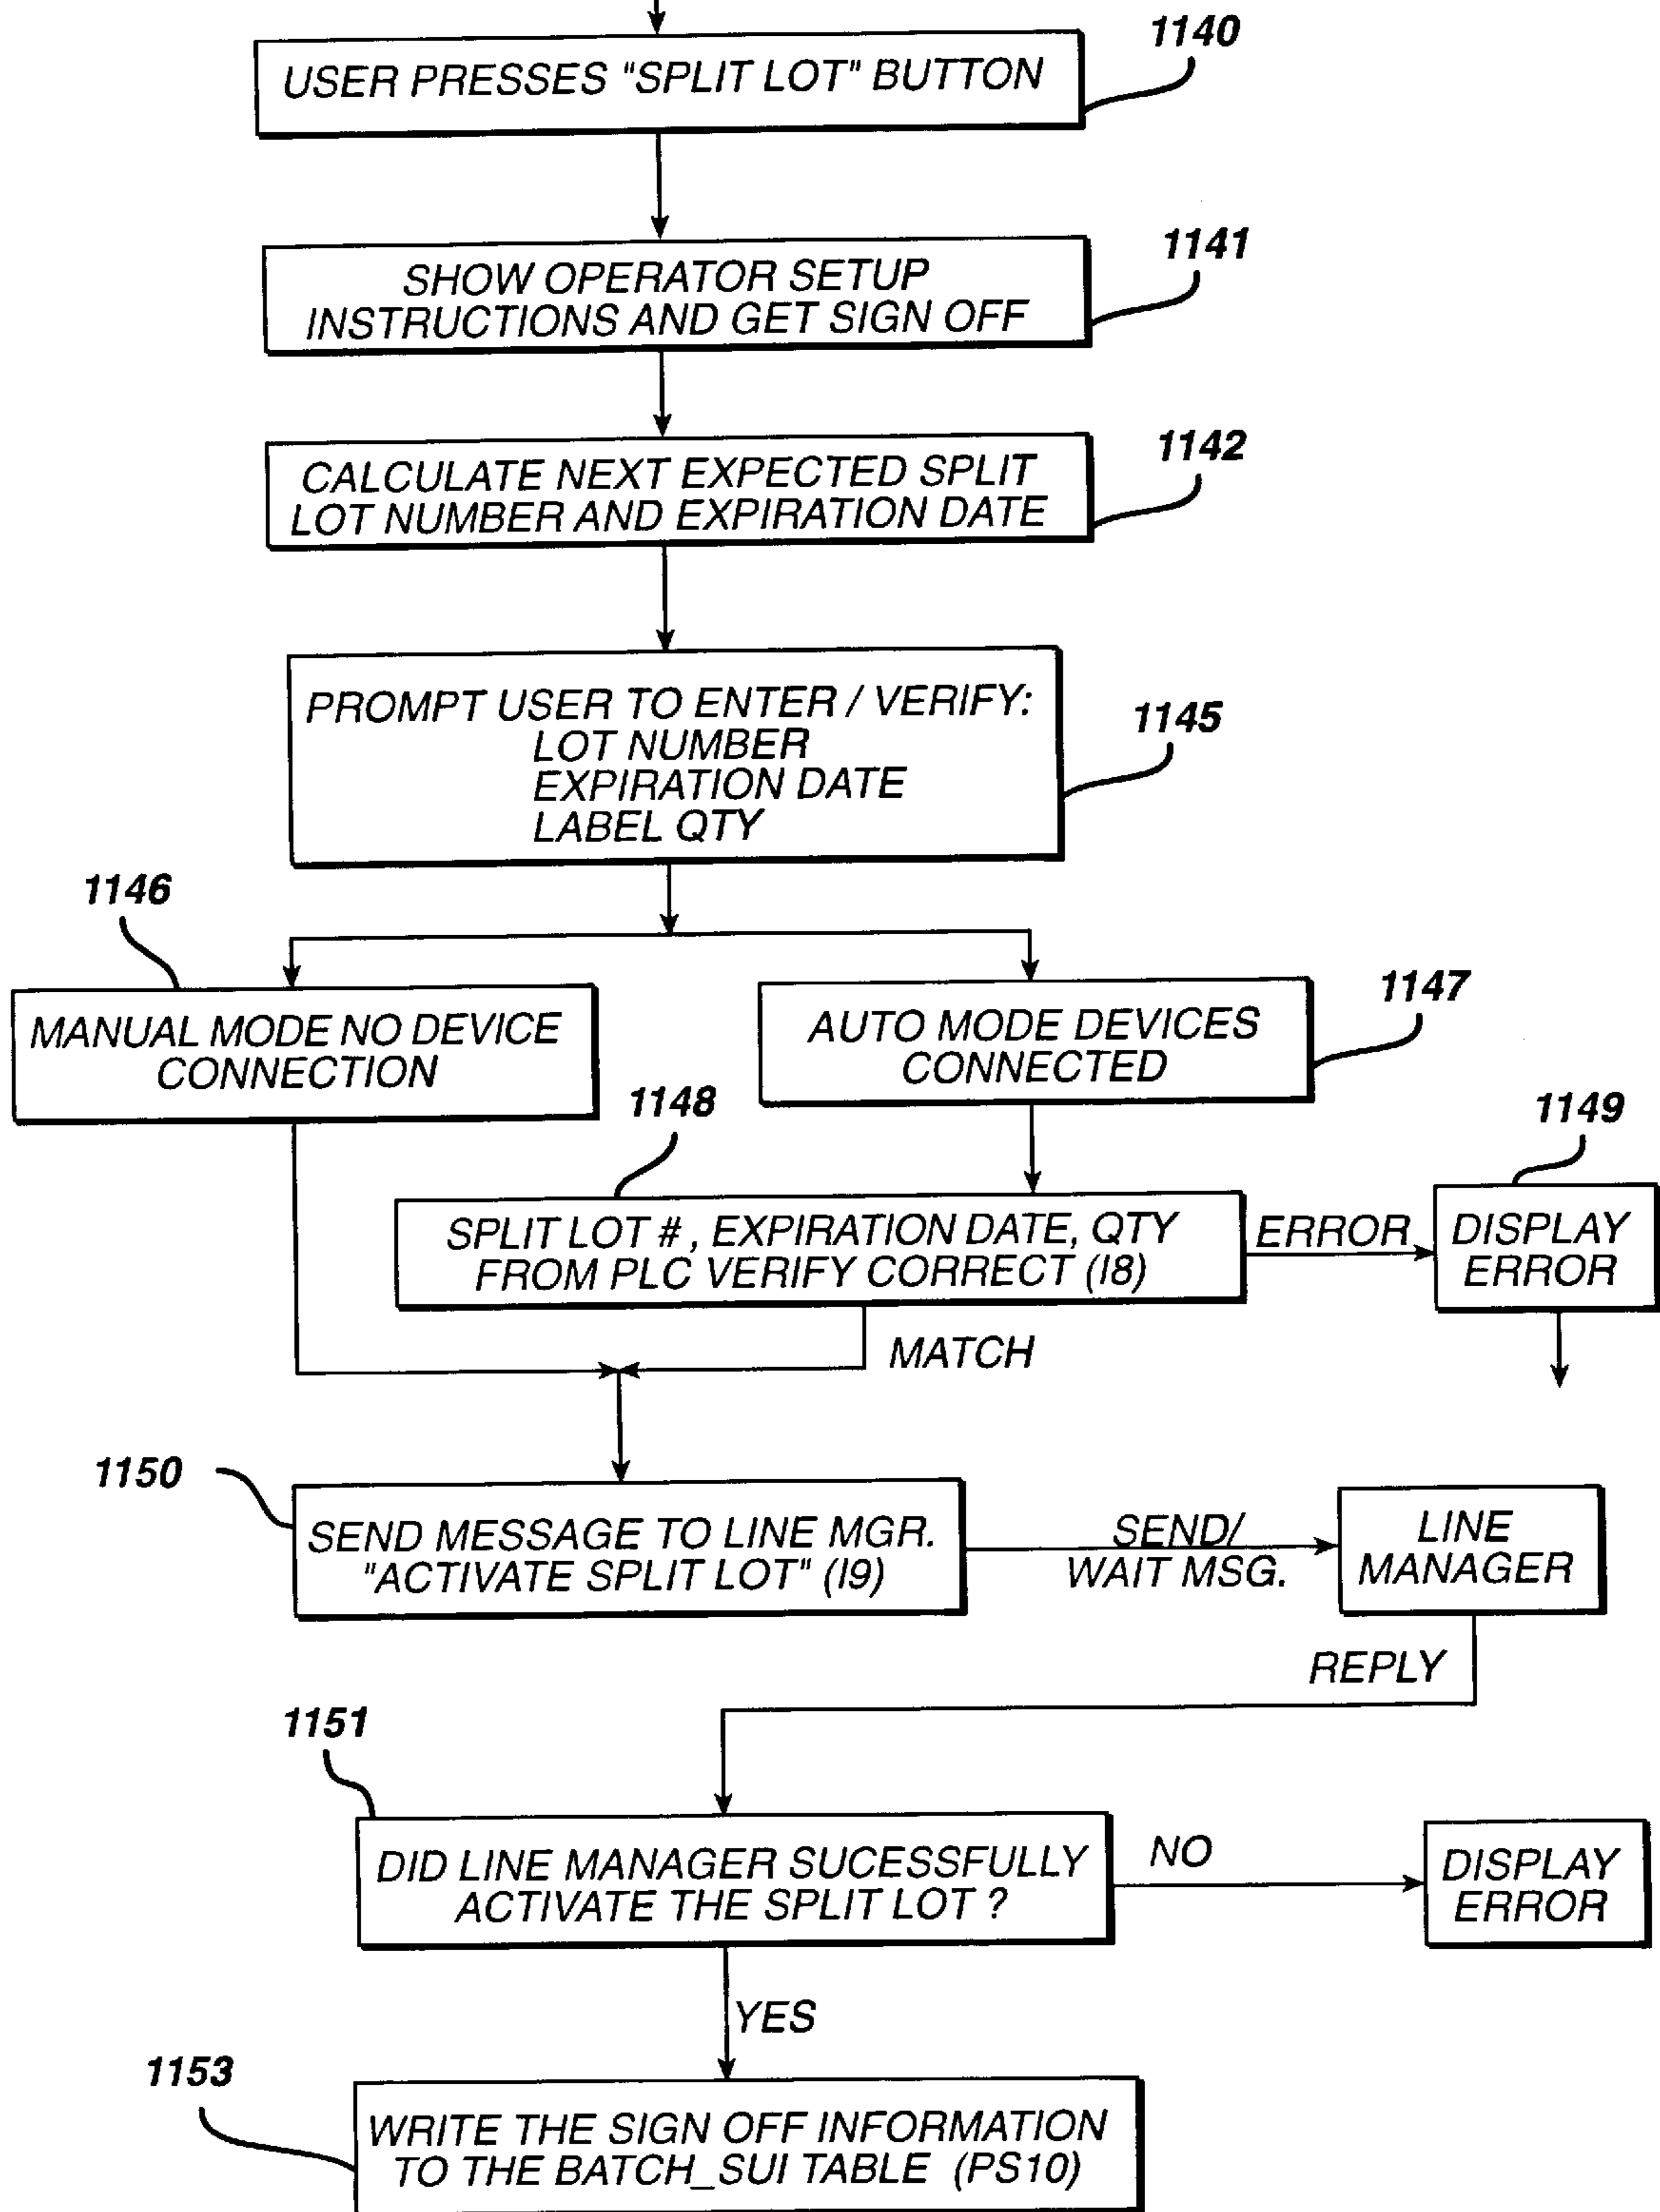 1140
USER PRESSES "SPLIT LOT" BUTTON
1141
SHOW OPERATOR SETUP
INSTRUCTIONS AND GET SIGN OFF
1142
CALCULATE NEXT EXPECTED SPLIT
LOT NUMBER AND EXPIRATION DATE
1145
PROMPT USER TO ENTER / VERIFY:
LOT NUMBER
EXPIRATION DATE
LABEL QTY
1146
MANUAL MODE NO DEVICE
CONNECTION
1147
AUTO MODE DEVICES
CONNECTED
1148
SPLIT LOT #, EXPIRATION DATE, QTY
FROM PLC VERIFY CORRECT (I8)
ERROR
1149
DISPLAY
ERROR
MATCH
1150
SEND MESSAGE TO LINE MGR.
"ACTIVATE SPLIT LOT" (I9)
SEND/
WAIT MSG.
LINE
MANAGER
REPLY
1151
DID LINE MANAGER SUCESSFULLY
ACTIVATE THE SPLIT LOT ?
NO
DISPLAY
ERROR
YES
1153
WRITE THE SIGN OFF INFORMATION
TO THE BATCH_SUI TABLE (PS10)